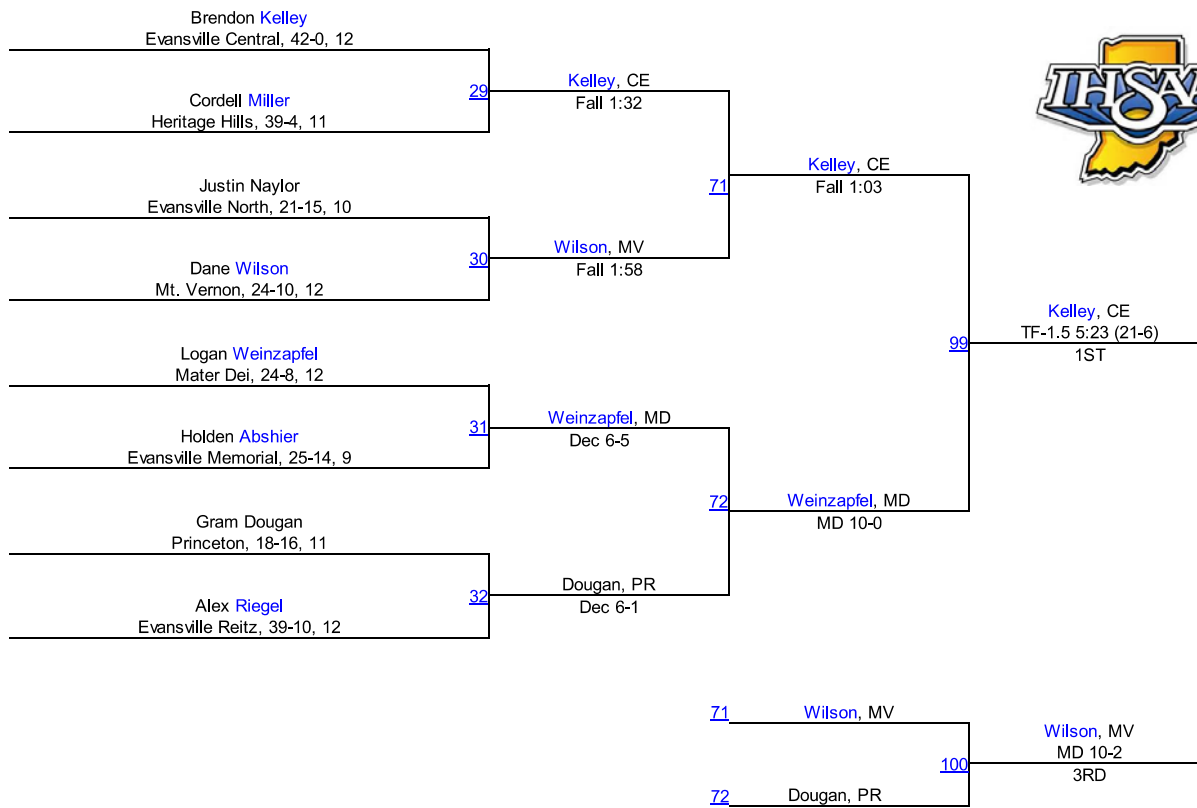 Brendon Kelley
Evansville Central, 42-0, 12
29
Cordell Miller
Heritage Hills, 39-4, 11
Kelley, CE
Fall 1:32
Justin Naylor
Evansville North, 21-15, 10
30
Dane Wilson
Mt. Vernon, 24-10, 12
Wilson, MV
Fall 1:58
71
Kelley, CE
Fall 1:03
Logan Weinzapfel
Mater Dei, 24-8, 12
31
Holden Abshier
Evansville Memorial, 25-14, 9
Weinzapfel, MD
Dec 6-5
Gram Dougan
Princeton, 18-16, 11
32
Alex Riegel
Evansville Reitz, 39-10, 12
Dougan, PR
Dec 6-1
72
Weinzapfel, MD
MD 10-0
99
Kelley, CE
TF-1.5 5:23 (21-6)
1ST
71
Wilson, MV
100
72
Dougan, PR
Wilson, MV
MD 10-2
3RD
IHSAA